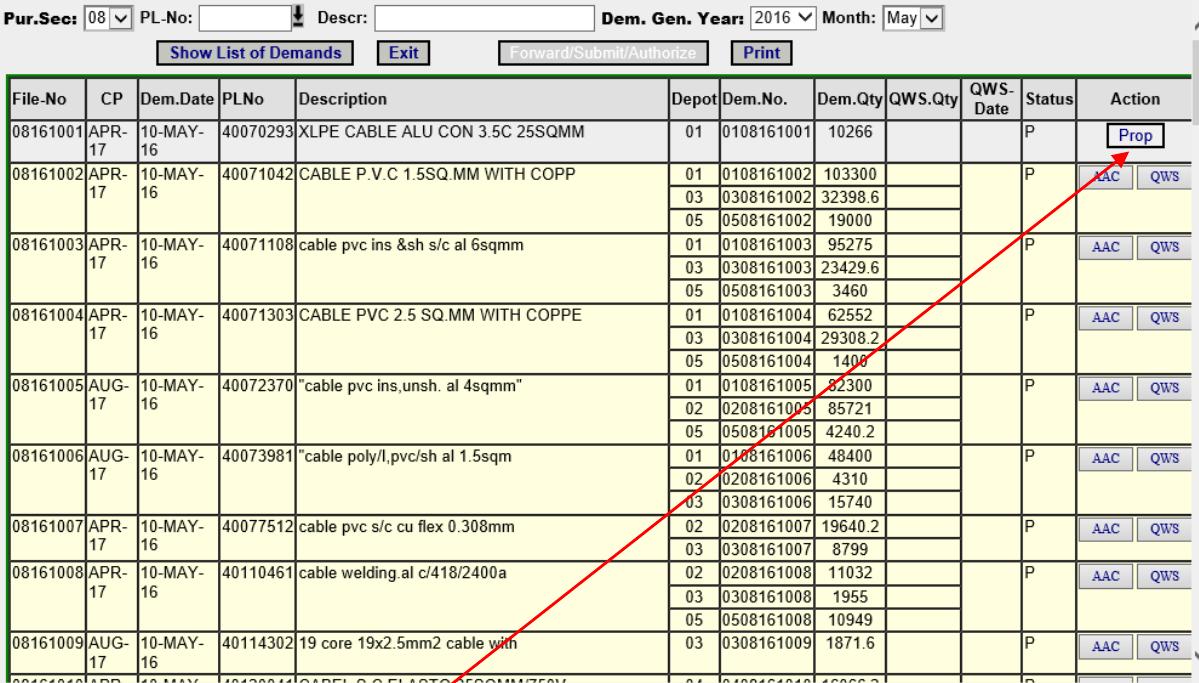 Pur.Sec: 08 PL-No: Descr: Dem. Gen. Year: 2016 Month: May
Show List of Demands Exit Forward/Submit/Authorize Print
File-No CP Dem.Date PLNo Description Depot Dem.No. Dem.Qty QWS.Qty QWS-Date Status Action
08161001 APR-17 10-MAY-16 40070293 XLPE CABLE ALU CON 3.5C 25SQMM 01 0108161001 10266 P Prop
08161002 APR-17 10-MAY-16 40071042 CABLE P.V.C 1.5SQ.MM WITH COPP 01 0108161002 103300 P AAC QWS
03 0308161002 32398.6
05 0508161002 19000
08161003 APR-17 10-MAY-16 40071108 cable pvc ins &sh s/c al 6sqmm 01 0108161003 95275 P AAC QWS
03 0308161003 23429.6
05 0508161003 3460
08161004 APR-17 10-MAY-16 40071303 CABLE PVC 2.5 SQ.MM WITH COPPE 01 0108161004 62552 P AAC QWS
03 0308161004 29308.2
05 0508161004 1400
08161005 AUG-17 10-MAY-16 40072370 "cable pvc ins,unsh. al 4sqmm" 01 0108161005 82300 P AAC QWS
02 0208161005 85721
05 0508161005 4240.2
08161006 AUG-17 10-MAY-16 40073981 "cable poly/I,pvc/sh al 1.5sqm 01 0108161006 48400 P AAC QWS
02 0208161006 4310
03 0308161006 15740
08161007 APR-17 10-MAY-16 40077512 cable pvc s/c cu flex 0.308mm 02 0208161007 19640.2 P AAC QWS
03 0308161007 8799
08161008 APR-17 10-MAY-16 40110461 cable welding.al c/418/2400a 02 0208161008 11032 P AAC QWS
03 0308161008 1955
05 0508161008 10949
08161009 AUG-17 10-MAY-16 40114302 19 core 19x2.5mm2 cable with 03 0308161009 1871.6 P AAC QWS